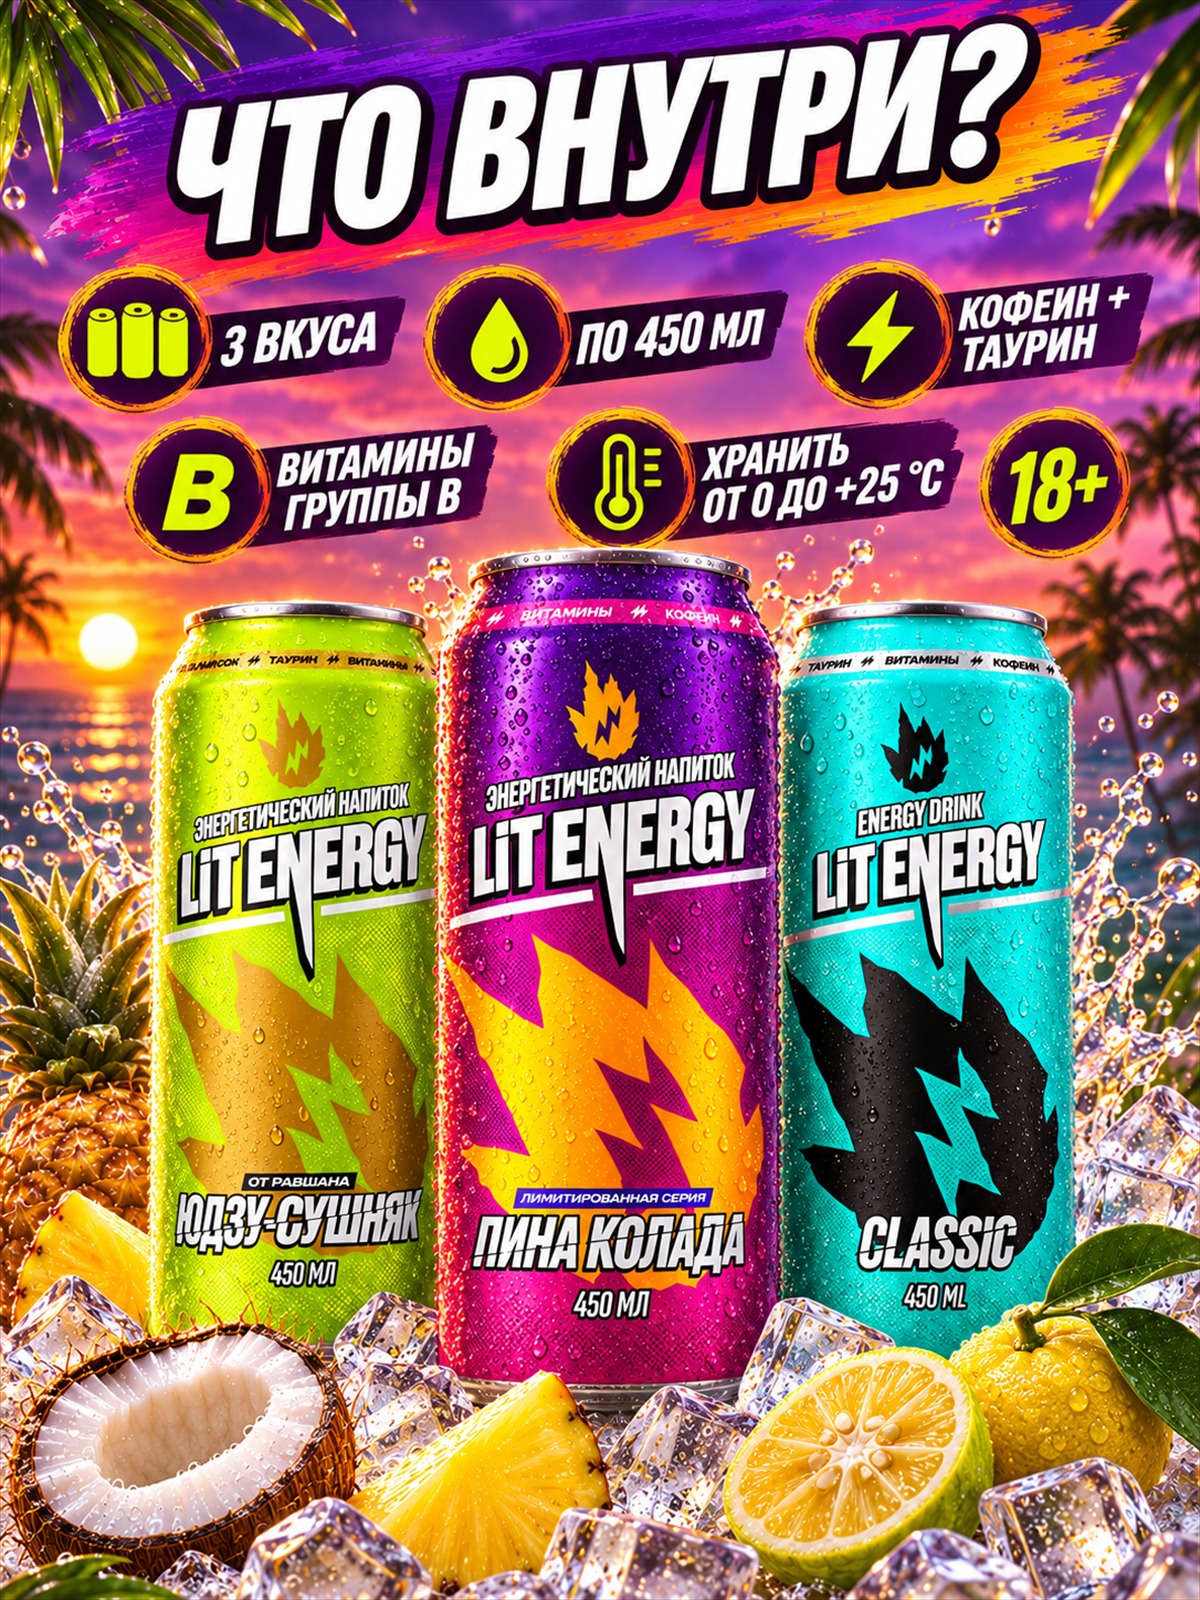 ЧТО ВНУТРИ?
3 ВКУСА
ПО 450 МЛ
КОФЕИН +
ТАУРИН
B
ВИТАМИНЫ
ГРУППЫ B
ХРАНИТЬ
ОТ 0 ДО +25 °C
18+
ТАУРИН ВИТАМИНЫ
ЭНЕРГЕТИЧЕСКИЙ НАПИТОК
LiT ENERGY
ОТ РАВШАНА
ЮДЗУ-СУШНЯК
450 МЛ
ВИТАМИНЫ КОФЕИН
ЭНЕРГЕТИЧЕСКИЙ НАПИТОК
LiT ENERGY
ЛИМИТИРОВАННАЯ СЕРИЯ
ПИНА КОЛАДА
450 МЛ
ТАУРИН ВИТАМИНЫ КОФЕИН
ENERGY DRINK
LiT ENERGY
CLASSIC
450 ML